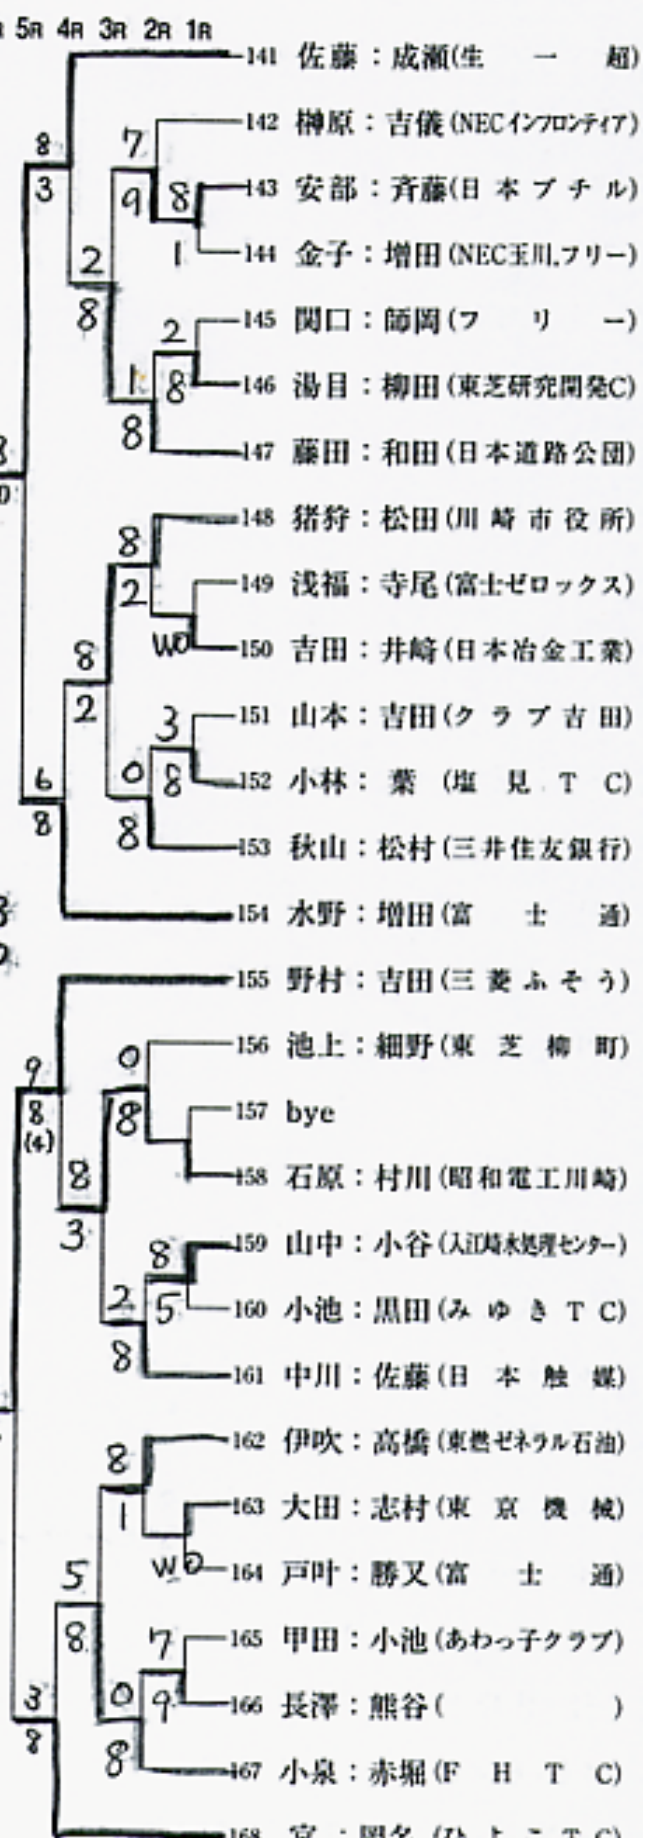 5R 4R 3R 2R 1R
141 佐藤：成瀬(生 一 超)
142 榊原：吉儀(NECインフロンティア)
8 7
3 9 8
143 安部：斉藤(日本ブチル)
1 144 金子：増田(NEC玉川,フリー)
2
8
145 関口：師岡(フ リ ー)
2
1 8 146 湯目：柳田(東芝研究開発C)
8 147 藤田：和田(日本道路公団)
148 猪狩：松田(川崎市役所)
8
2 149 浅福：寺尾(富士ゼロックス)
WO 150 吉田：井崎(日本冶金工業)
8
2 3 151 山本：吉田(クラブ吉田)
6 0 8 152 小林：葉 (塩見TC)
8 8 153 秋山：松村(三井住友銀行)
154 水野：増田(富 士 通)
155 野村：吉田(三菱ふそう)
9 0 156 池上：細野(東芝柳町)
8 8 157 bye
(4)
8 158 石原：村川(昭和電工川崎)
3 8 159 山中：小谷(入江崎水処理センター)
2 5 160 小池：黒田(みゆきTC)
8 161 中川：佐藤(日本触媒)
162 伊吹：高橋(東燃ゼネラル石油)
8
1 163 大田：志村(東京機械)
WO 164 戸叶：勝又(富 士 通)
5
8 7 165 甲田：小池(あわっ子クラブ)
3 0 9 166 長澤：熊谷( )
8 8 167 小泉：赤堀(FHTC)